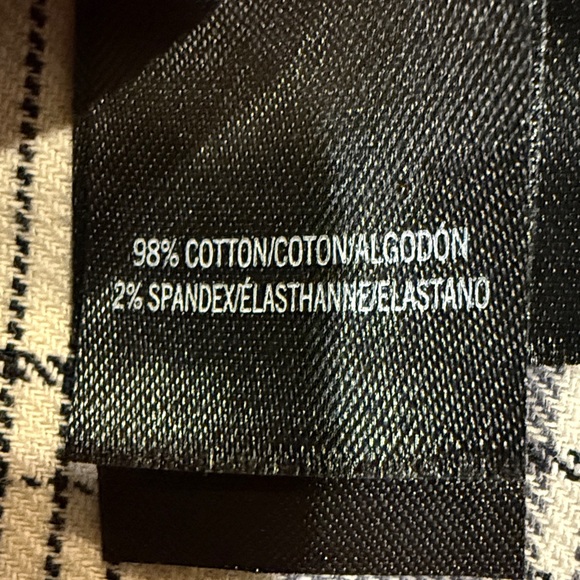 98% COTTON/COTON/ALGODÓN
2% SPANDEX/ÉLASTHANNE/ELASTANO